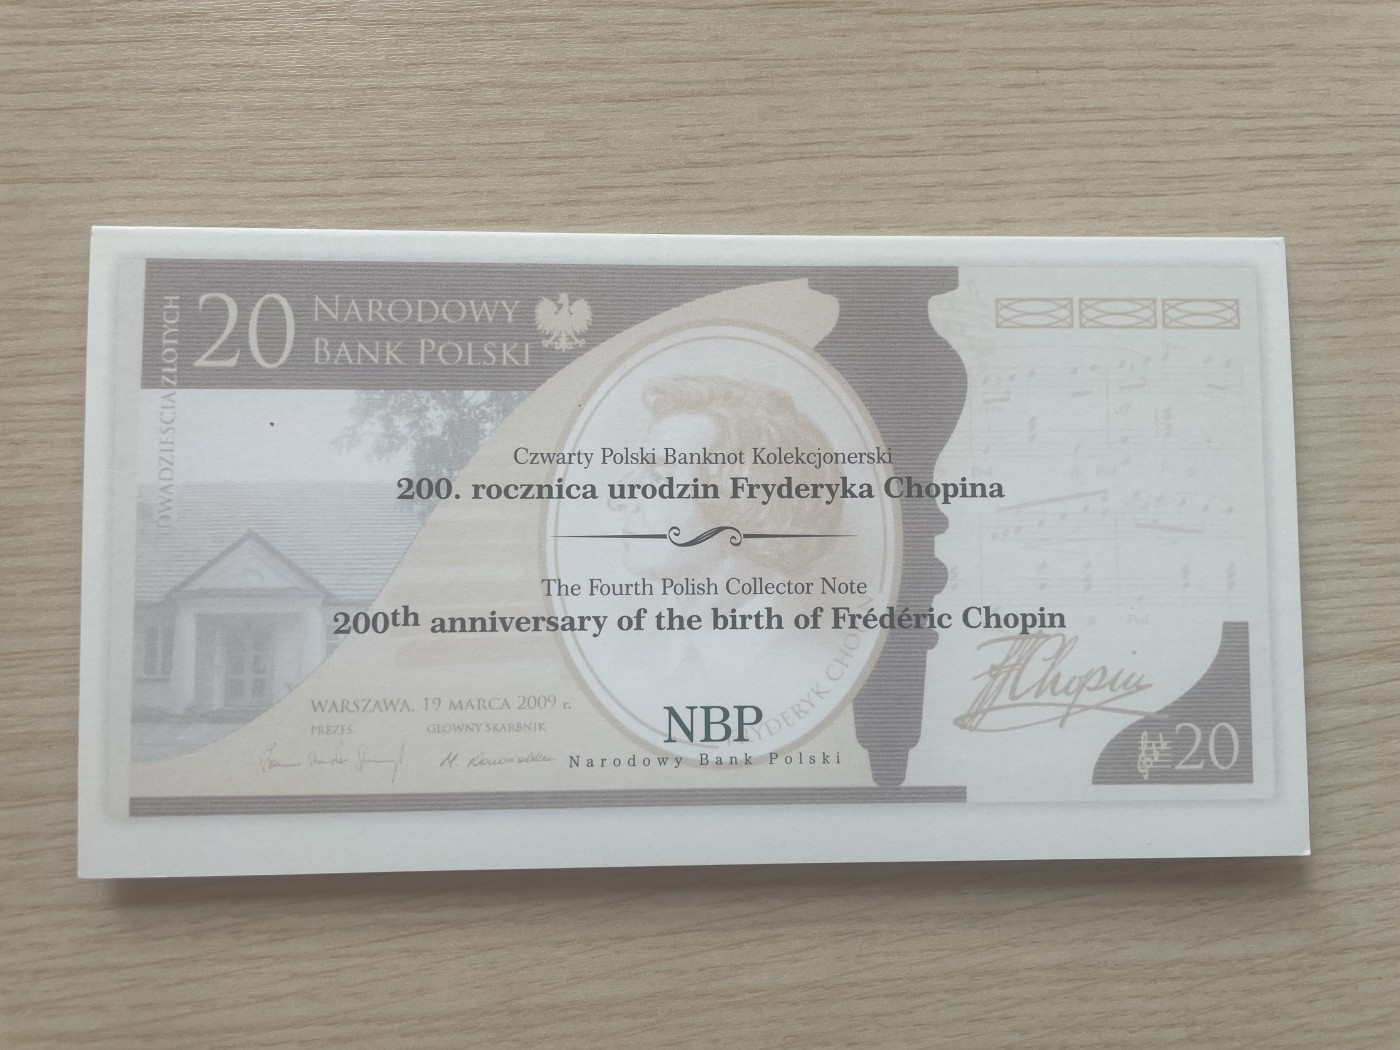 20
NARODOWY
BANK POLSKI
DWADZIEŚCIA ZŁOTYCH
Czwarty Polski Banknot Kolekcjonerski
200. rocznica urodzin Fryderyka Chopina
The Fourth Polish Collector Note
200th anniversary of the birth of Frédéric Chopin
FRYDERYK CHOPIN
FChopin
WARSZAWA, 19 MARCA 2009 r.
PREZES
GŁÓWNY SKARBNIK
NBP
Narodowy Bank Polski
20